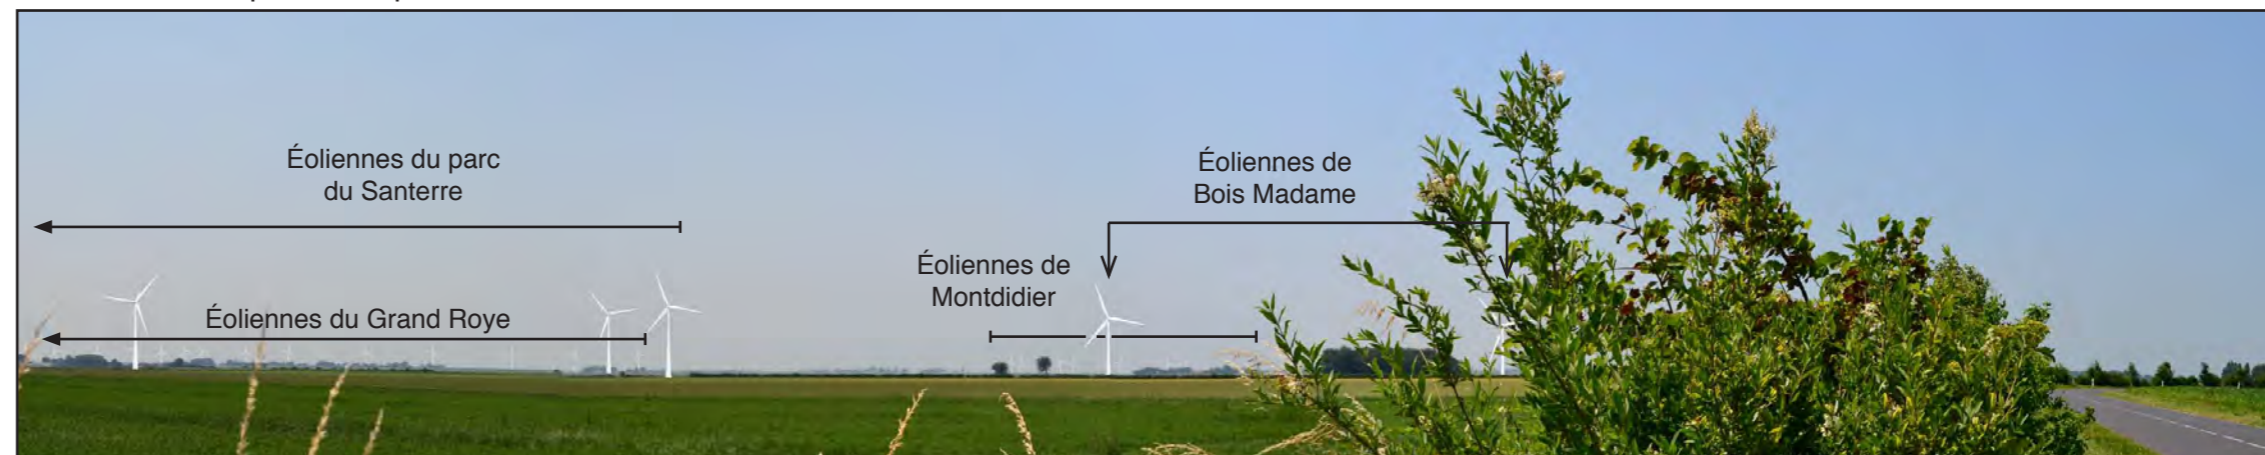 Éoliennes du parc
du Santerre
Éoliennes du Grand Roye
Éoliennes de
Montdidier
Éoliennes de
Bois Madame